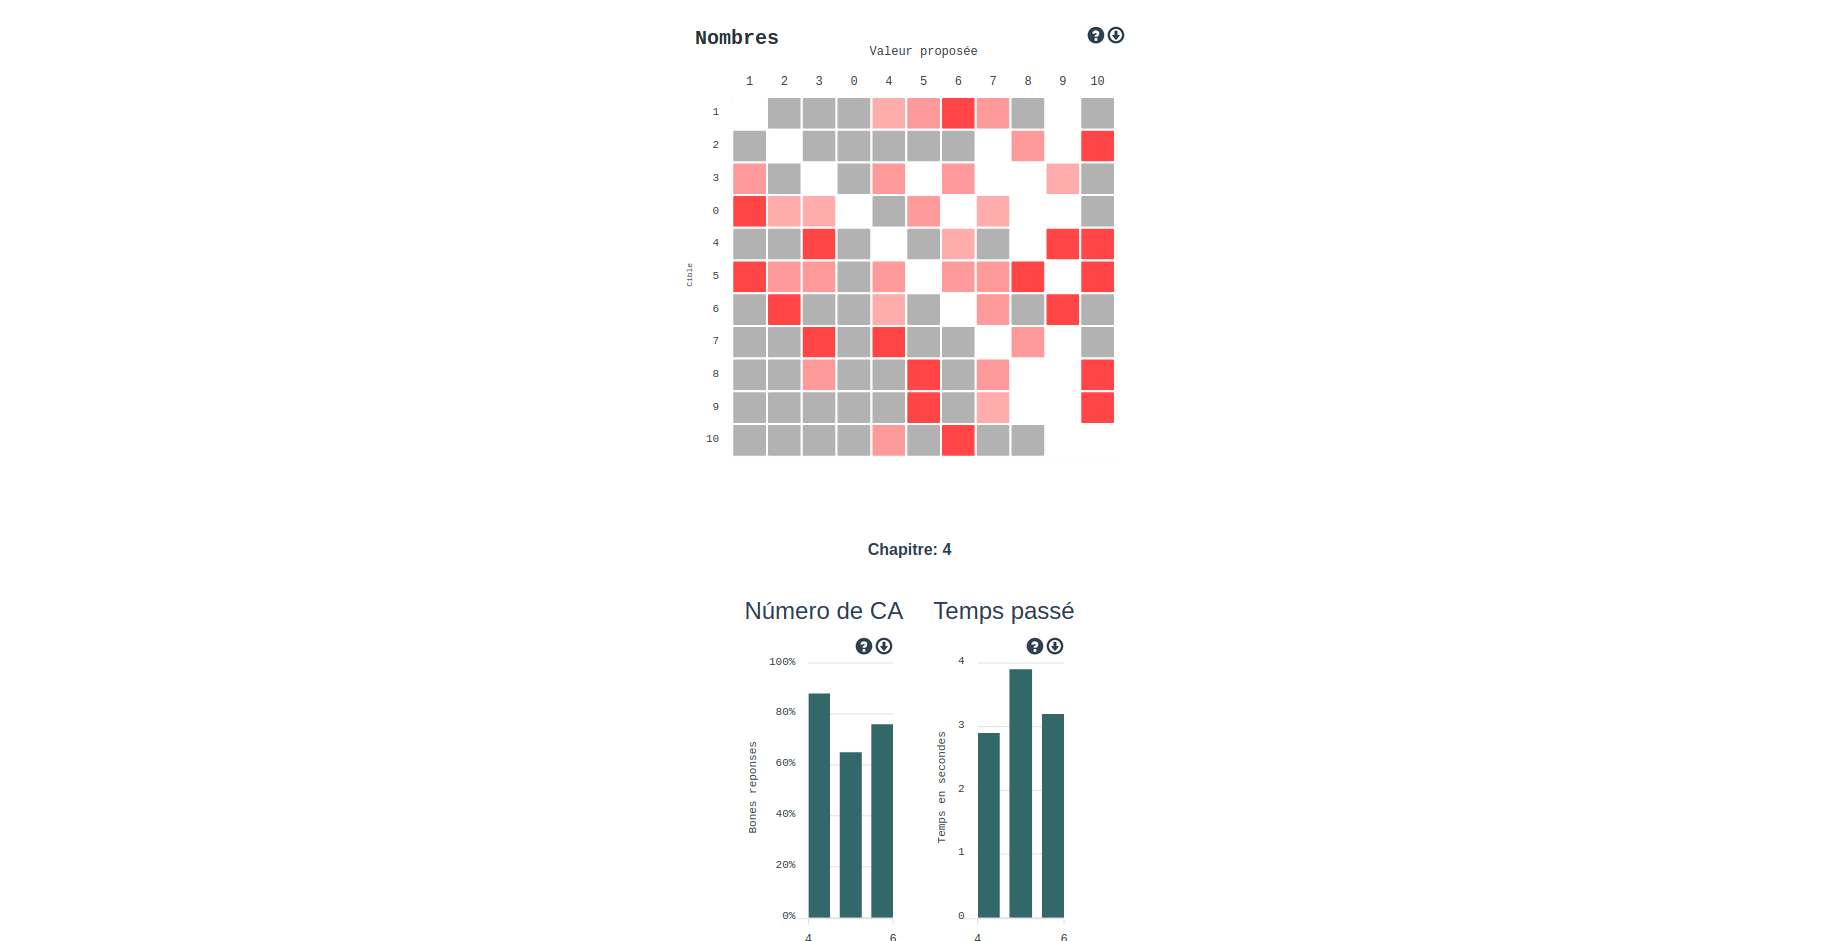 Nombres
Valeur proposée
1 2 3 0 4 5 6 7 8 9 10
1
2
3
0
4
Cible
5
6
7
8
9
10
Chapitre: 4
Número de CA
Temps passé
100%
80%
60%
40%
20%
0%
Bones reponses
4 6
4
3
2
1
0
Temps en secondes
4 6